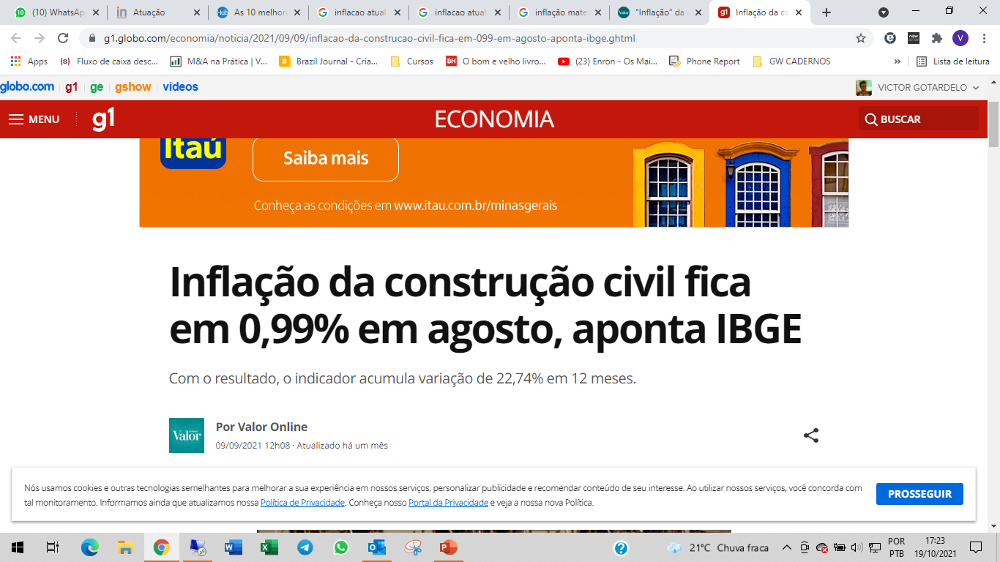 (10) WhatsAp
Atuação
As 10 melhore
inflacao atual
inflacao atual
inflação mate
"Inflação" da
Inflação da co
g1.globo.com/economia/noticia/2021/09/09/inflacao-da-construcao-civil-fica-em-099-em-agosto-aponta-ibge.ghtml
Apps
Fluxo de caixa desc...
M&A na Prática | V...
Brazil Journal - Cria...
Cursos
O bom e velho livro...
(23) Enron - Os Mai...
Phone Report
GW CADERNOS
Lista de leitura
globo.com g1 ge gshow videos
VICTOR GOTARDELO
MENU g1 ECONOMIA BUSCAR
Itaú Saiba mais
Conheça as condições em www.itau.com.br/minasgerais
Inflação da construção civil fica
em 0,99% em agosto, aponta IBGE
Com o resultado, o indicador acumula variação de 22,74% em 12 meses.
Valor
Por Valor Online
09/09/2021 12h08 · Atualizado há um mês
Nós usamos cookies e outras tecnologias semelhantes para melhorar a sua experiência em nossos serviços, personalizar publicidade e recomendar conteúdo de seu interesse. Ao utilizar nossos serviços, você concorda com
tal monitoramento. Informamos ainda que atualizamos nossa Política de Privacidade. Conheça nosso Portal da Privacidade e veja a nossa nova Política.
PROSSEGUIR
21°C Chuva fraca
POR
PTB
17:23
19/10/2021